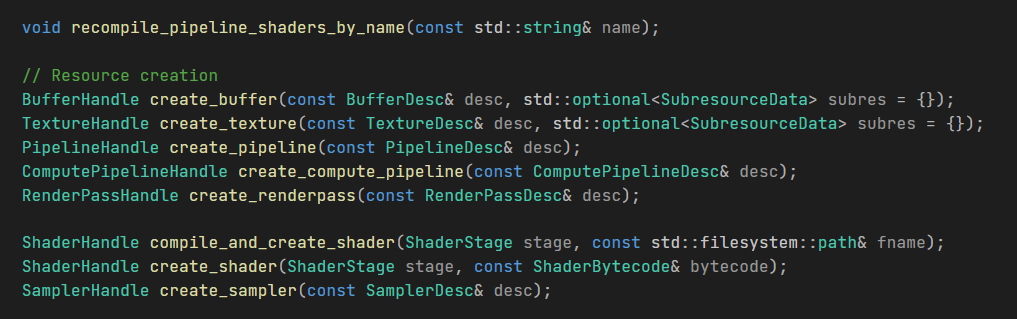 void recompile_pipeline_shaders_by_name(const std::string& name);
// Resource creation
BufferHandle create_buffer(const BufferDesc& desc, std::optional<SubresourceData> subres = {});
TextureHandle create_texture(const TextureDesc& desc, std::optional<SubresourceData> subres = {});
PipelineHandle create_pipeline(const PipelineDesc& desc);
ComputePipelineHandle create_compute_pipeline(const ComputePipelineDesc& desc);
RenderPassHandle create_renderpass(const RenderPassDesc& desc);
ShaderHandle compile_and_create_shader(ShaderStage stage, const std::filesystem::path& fname);
ShaderHandle create_shader(ShaderStage stage, const ShaderBytecode& bytecode);
SamplerHandle create_sampler(const SamplerDesc& desc);